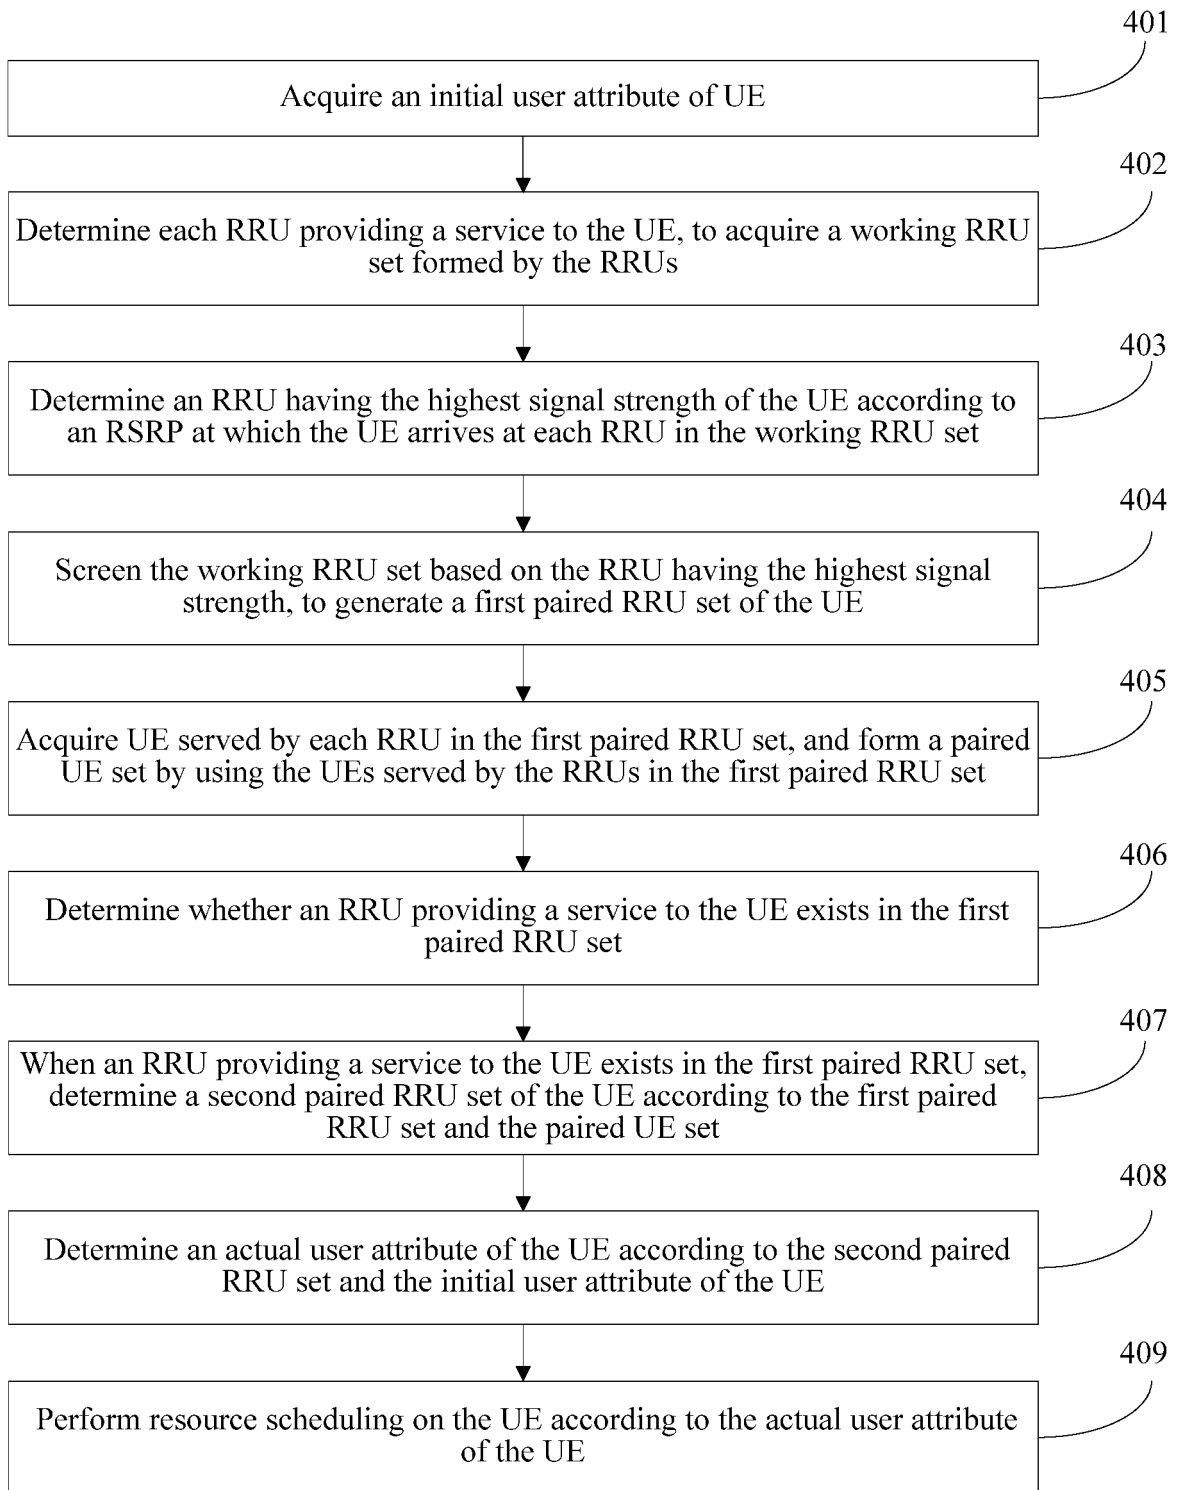 401
Acquire an initial user attribute of UE
402
Determine each RRU providing a service to the UE, to acquire a working RRU
set formed by the RRUs
403
Determine an RRU having the highest signal strength of the UE according to
an RSRP at which the UE arrives at each RRU in the working RRU set
404
Screen the working RRU set based on the RRU having the highest signal
strength, to generate a first paired RRU set of the UE
405
Acquire UE served by each RRU in the first paired RRU set, and form a paired
UE set by using the UEs served by the RRUs in the first paired RRU set
406
Determine whether an RRU providing a service to the UE exists in the first
paired RRU set
407
When an RRU providing a service to the UE exists in the first paired RRU set,
determine a second paired RRU set of the UE according to the first paired
RRU set and the paired UE set
408
Determine an actual user attribute of the UE according to the second paired
RRU set and the initial user attribute of the UE
409
Perform resource scheduling on the UE according to the actual user attribute
of the UE